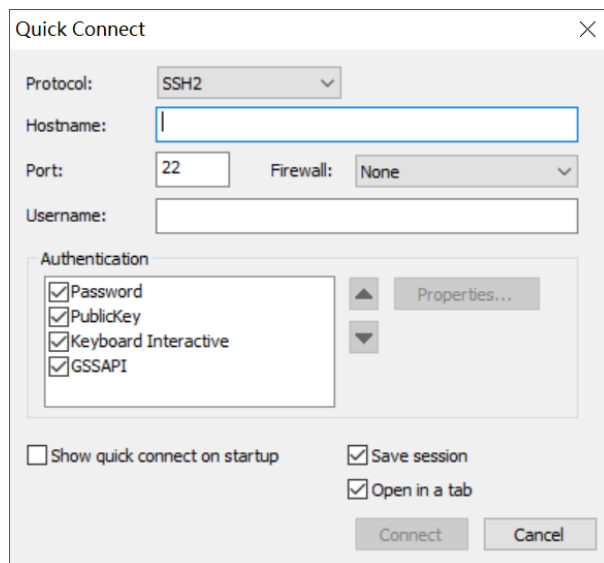 Quick Connect
Protocol: SSH2
Hostname:
Port: 22 Firewall: None
Username:
Authentication
Password
PublicKey
Keyboard Interactive
GSSAPI
Properties...
Show quick connect on startup
Save session
Open in a tab
Connect Cancel